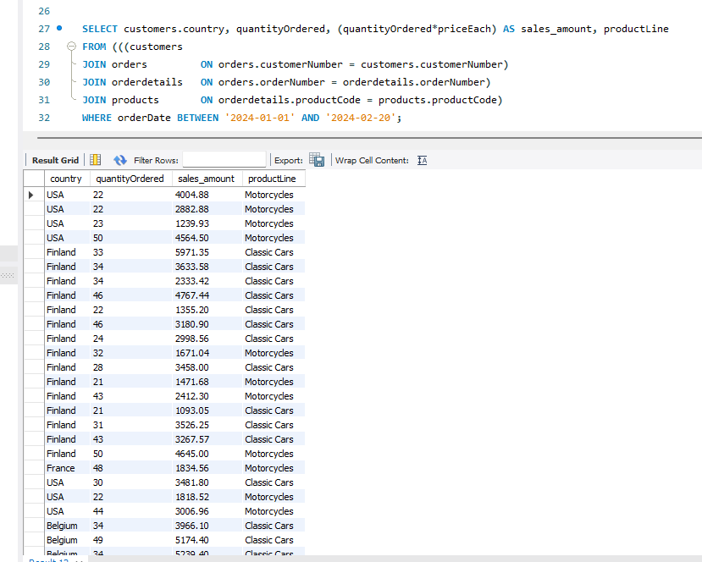 26
27 SELECT customers.country, quantityOrdered, (quantityOrdered*priceEach) AS sales_amount, productLine
28 FROM (((customers
29 JOIN orders ON orders.customerNumber = customers.customerNumber)
30 JOIN orderdetails ON orders.orderNumber = orderdetails.orderNumber)
31 JOIN products ON orderdetails.productCode = products.productCode)
32 WHERE orderDate BETWEEN '2024-01-01' AND '2024-02-20';
Result Grid Filter Rows: Export: Wrap Cell Content:
country quantityOrdered sales_amount productLine
USA 22 4004.88 Motorcycles
USA 22 2882.88 Motorcycles
USA 23 1239.93 Motorcycles
USA 50 4564.50 Motorcycles
Finland 33 5971.35 Classic Cars
Finland 34 3633.58 Classic Cars
Finland 34 2333.42 Classic Cars
Finland 46 4767.44 Classic Cars
Finland 22 1355.20 Classic Cars
Finland 46 3180.90 Classic Cars
Finland 24 2998.56 Classic Cars
Finland 32 1671.04 Motorcycles
Finland 28 3458.00 Classic Cars
Finland 21 1471.68 Motorcycles
Finland 43 2412.30 Motorcycles
Finland 21 1093.05 Classic Cars
Finland 31 3526.25 Classic Cars
Finland 43 3267.57 Classic Cars
Finland 50 4645.00 Motorcycles
France 48 1834.56 Motorcycles
USA 30 3481.80 Classic Cars
USA 22 1818.52 Motorcycles
USA 44 3006.96 Motorcycles
Belgium 34 3966.10 Classic Cars
Belgium 49 5174.40 Classic Cars
Belgium 34 5239.40 Classic Cars